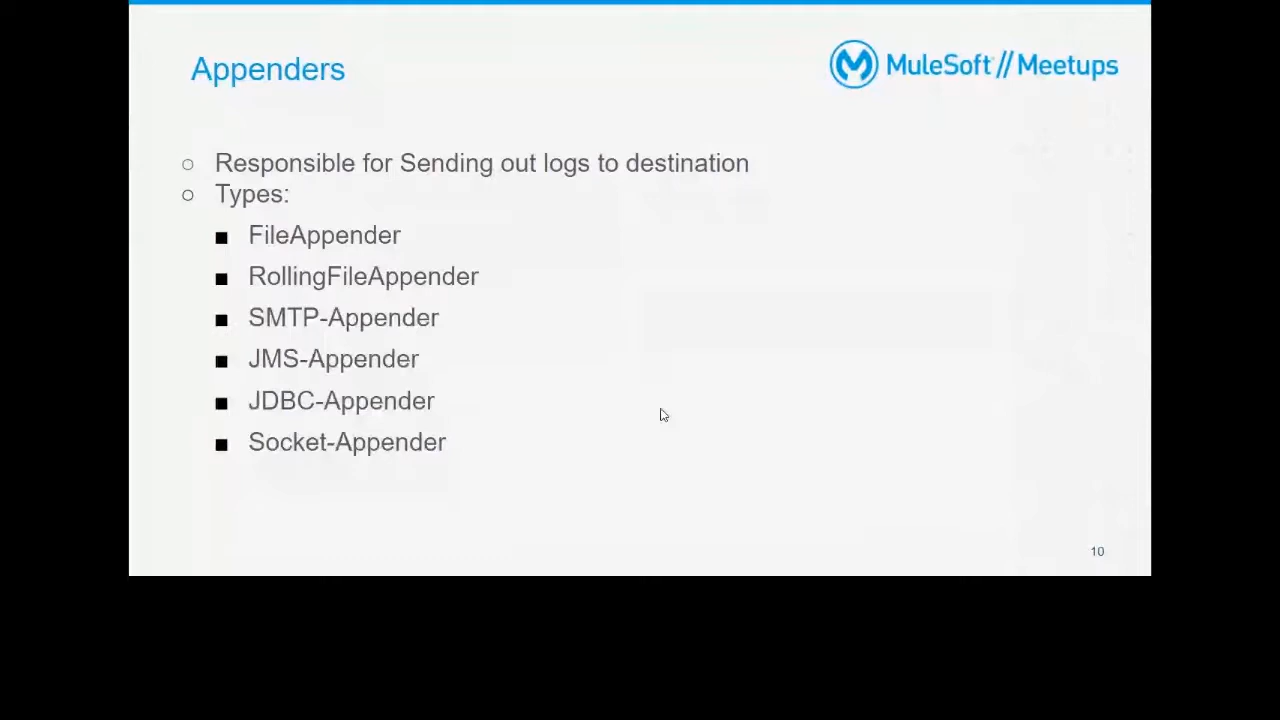 Appenders
MuleSoft // Meetups
○ Responsible for Sending out logs to destination
○ Types:
■ FileAppender
■ RollingFileAppender
■ SMTP-Appender
■ JMS-Appender
■ JDBC-Appender
■ Socket-Appender
10